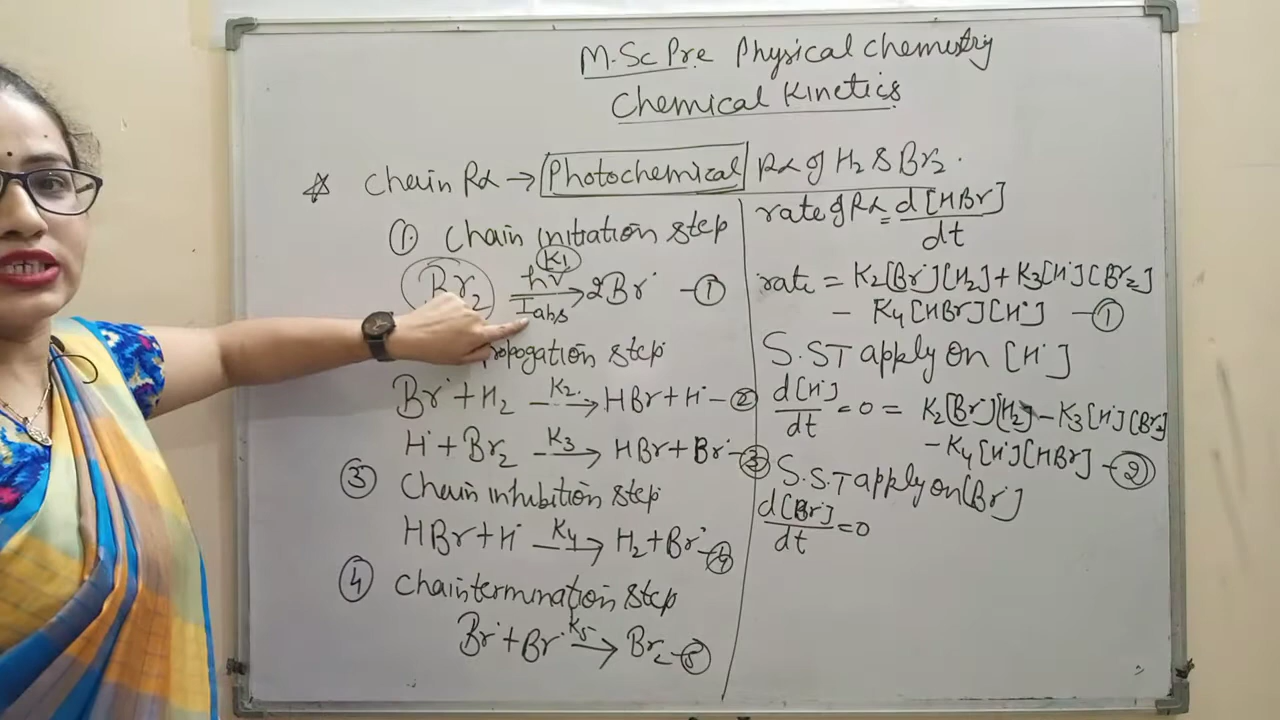 M.Sc Pre Physical Chemistry
Chemical Kinetics
☆ Chain Rx → Photochemical Rx of H₂ & Br₂.
① Chain initiation step
Br₂ hν K₁ → Iabs 2Br˙ —①
propogation step
Br˙ + H₂ —K₂→ HBr + H˙ —②
H˙ + Br₂ —K₃→ HBr + Br˙ —③
③ Chain inhibition step
HBr + H˙ —K₄→ H₂ + Br˙ —④
④ Chain termination step
Br˙ + Br˙ —K₅→ Br₂ —⑤
rate of Rx = d[HBr]/dt
rate = K₂[Br˙][H₂] + K₃[H˙][Br₂]
− K₄[HBr][H˙] —①
S.ST apply on [H˙]
d[H˙]/dt = 0 = K₂[Br˙][H₂] − K₃[H˙][Br₂]
− K₄[H˙][HBr] —②
S.ST apply on [Br˙]
d[Br˙]/dt = 0